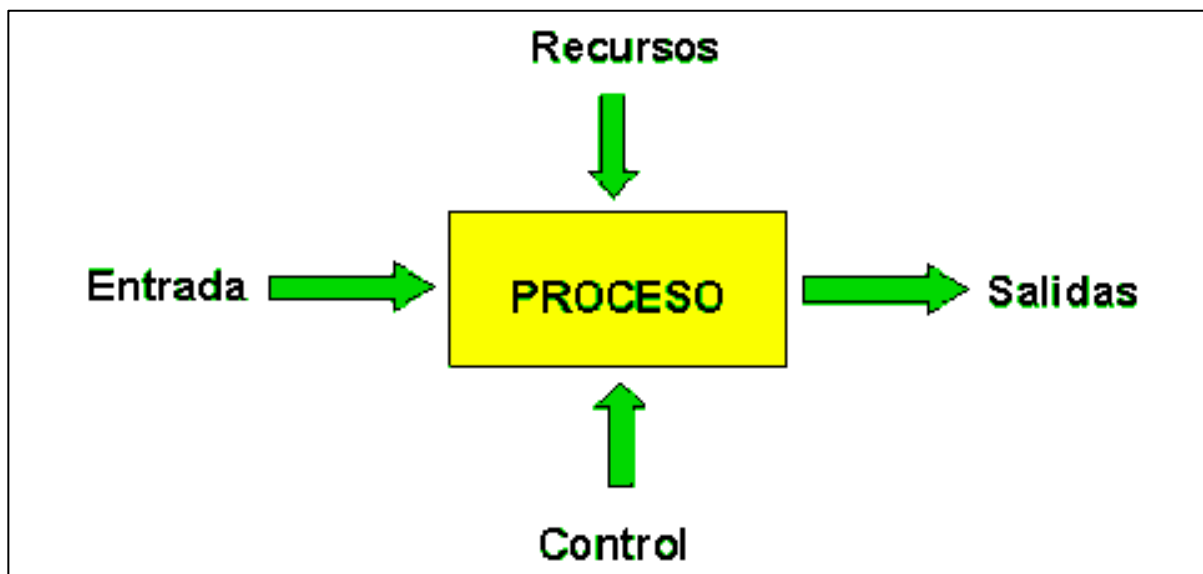 Recursos
Entrada
PROCESO
Salidas
Control